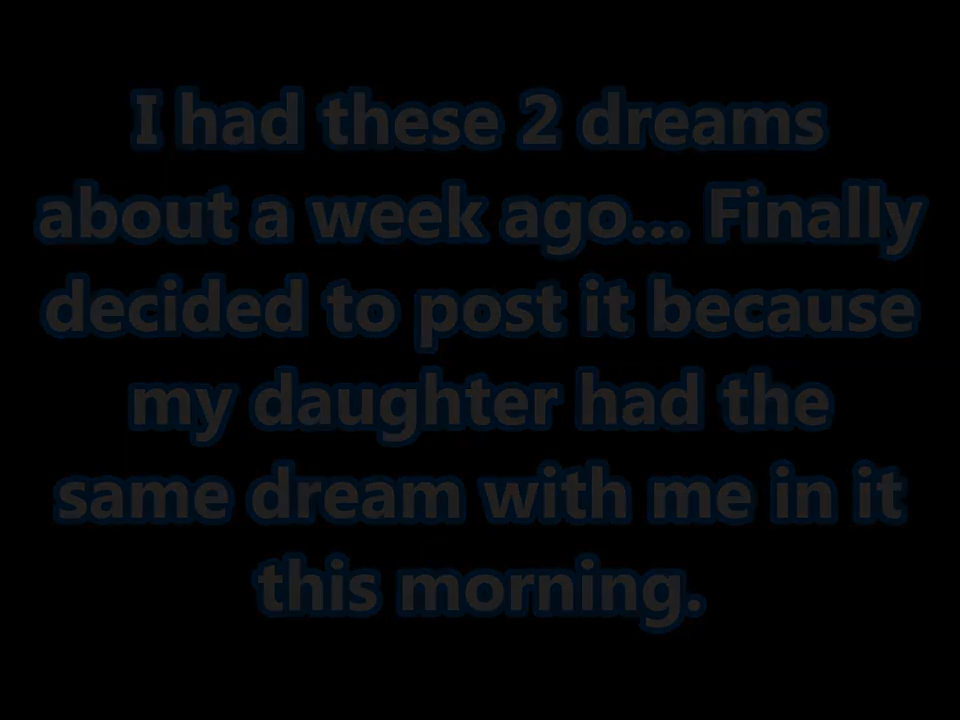 I had these 2 dreams
about a week ago... Finally
decided to post it because
my daughter had the
same dream with me in it
this morning.